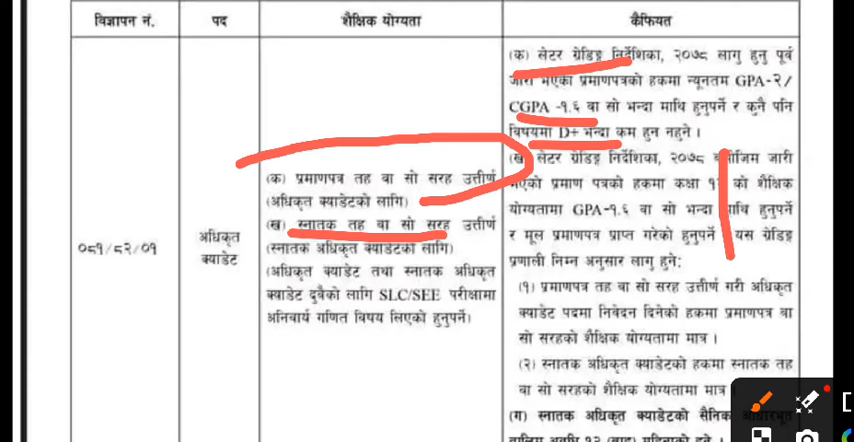 विज्ञापन नं.
पद
शैक्षिक योग्यता
कैफियत
०८१/८२/०१
अधिकृत
क्याडेट
(क) प्रमाणपत्र तह वा सो सरह उत्तीर्ण
(अधिकृत क्याडेटको लागि)
(ख) स्नातक तह वा सो सरह उत्तीर्ण
(स्नातक अधिकृत क्याडेटको लागि)
(अधिकृत क्याडेट तथा स्नातक अधिकृत
क्याडेट दुवैको लागि SLC/SEE परीक्षामा
अनिवार्य गणित विषय लिएको हुनुपर्ने)
(क) लेटर ग्रेडिङ्ग निर्देशिका, २०७८ लागु हुनु पूर्व
जारी भएको प्रमाणपत्रको हकमा न्यूनतम GPA-२/
CGPA -१.६ वा सो भन्दा माथि हुनुपर्ने र कुनै पनि
विषयमा D+ भन्दा कम हुन नहुने ।
(ख) लेटर ग्रेडिङ्ग निर्देशिका, २०७८ जारी
भएको प्रमाण पत्रको हकमा कक्षा को शैक्षिक
योग्यतामा GPA-१.६ वा सो भन्दा माथि हुनुपर्ने
र मूल प्रमाणपत्र प्राप्त गरेको हुनुपर्ने यस ग्रेडिङ्ग
प्रणाली निम्न अनुसार लागु हुने:
(१) प्रमाणपत्र तह वा सो सरह उत्तीर्ण गरी अधिकृत
क्याडेट पदमा निवेदन दिनेको हकमा प्रमाणपत्र वा
सो सरहको शैक्षिक योग्यतामा मात्र ।
(२) स्नातक अधिकृत क्याडेटको हकमा स्नातक तह
वा सो सरहको शैक्षिक योग्यतामा मात्र
(ग) स्नातक अधिकृत क्याडेटको सैनिक